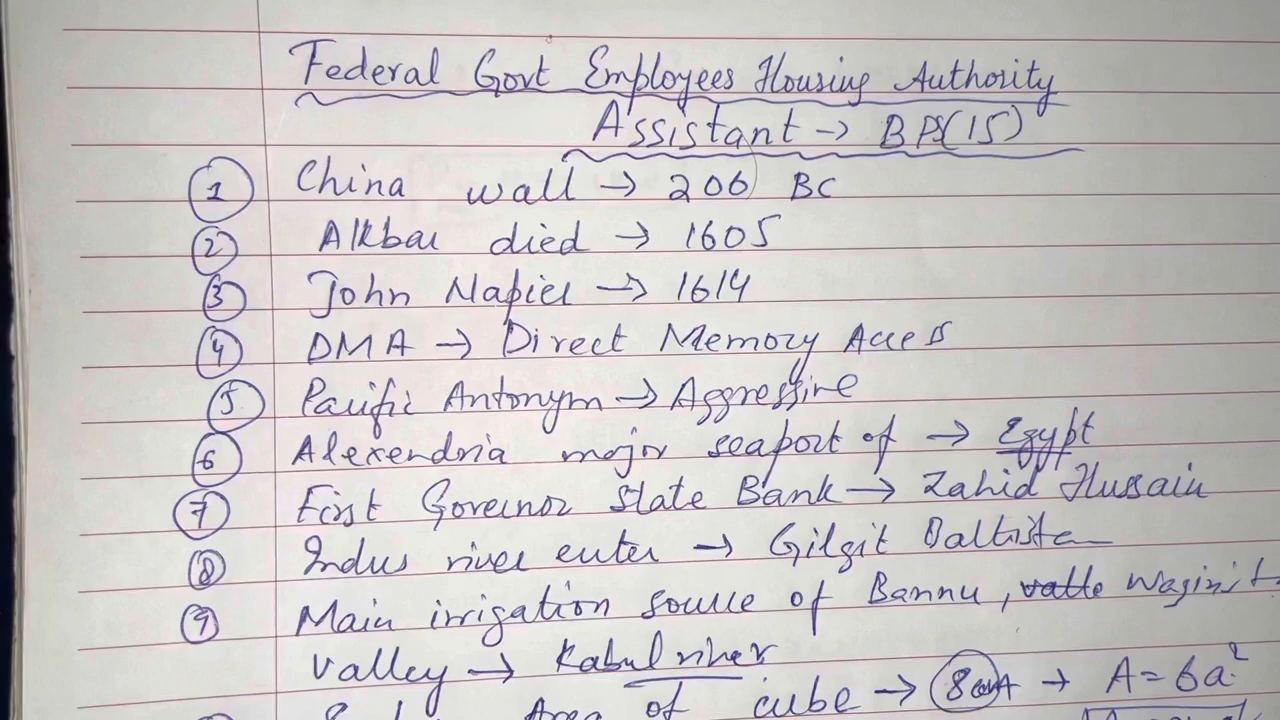 Federal Govt Employees Housing Authority
Assistant → BPS(15)
1 China wall → 206 BC
2 Akbar died → 1605
3 John Napier → 1614
4 DMA → Direct Memory Access
5 Pacific Antonym → Aggressive
6 Alexendria major seaport of → Egypt
7 First Governor State Bank → Zahid Hussain
8 Indus river enter → Gilgit Baltistan
9 Main irrigation source of Bannu,
valley → Kabul river
Area of cube → → A = 6a²